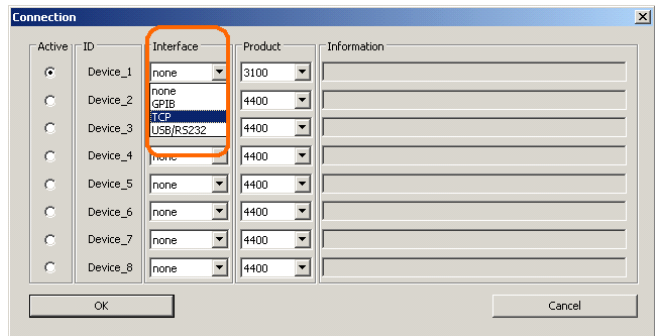 Connection
Active ID Interface Product Information
Device_1 none 3100
none
GPIB
TCP
USB/RS232
Device_2 4400
Device_3 4400
Device_4 none 4400
Device_5 none 4400
Device_6 none 4400
Device_7 none 4400
Device_8 none 4400
OK Cancel